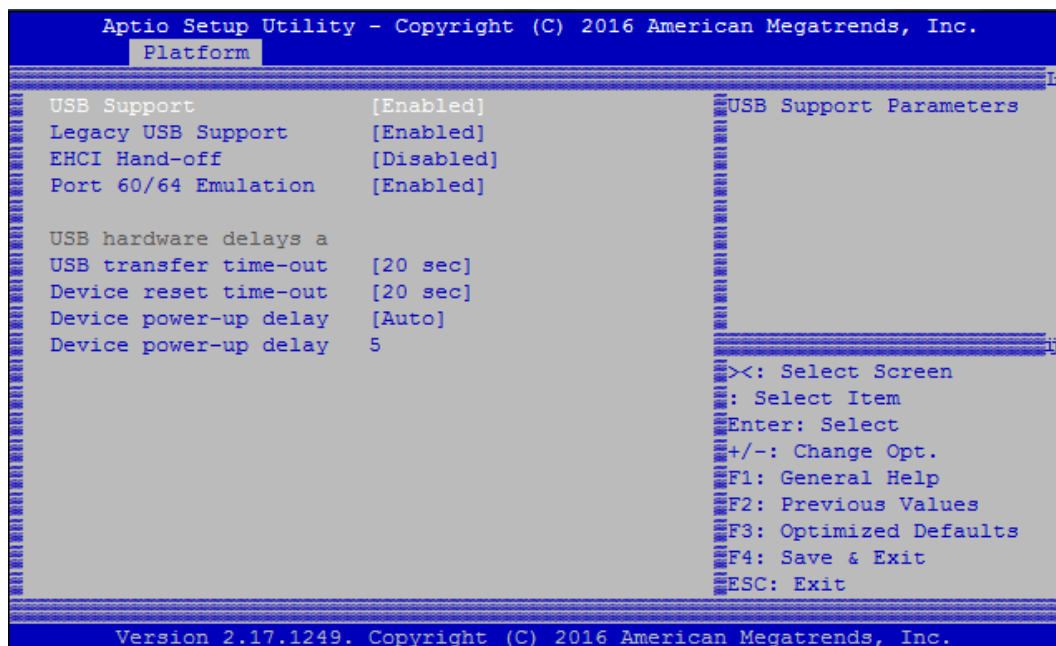 Aptio Setup Utility – Copyright (C) 2016 American Megatrends, Inc.
Platform
USB Support [Enabled]
Legacy USB Support [Enabled]
EHCI Hand-off [Disabled]
Port 60/64 Emulation [Enabled]
USB hardware delays a
USB transfer time-out [20 sec]
Device reset time-out [20 sec]
Device power-up delay [Auto]
Device power-up delay 5
USB Support Parameters
><: Select Screen
: Select Item
Enter: Select
+/-: Change Opt.
F1: General Help
F2: Previous Values
F3: Optimized Defaults
F4: Save & Exit
ESC: Exit
Version 2.17.1249. Copyright (C) 2016 American Megatrends, Inc.